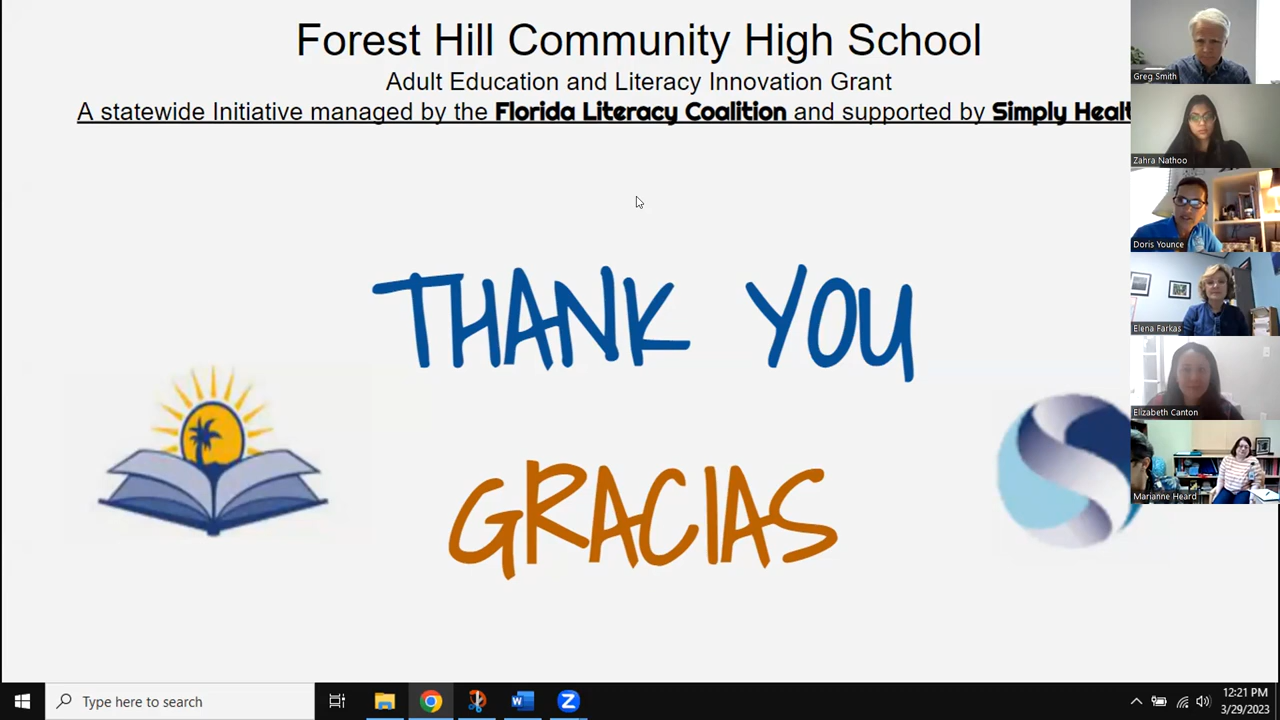 Forest Hill Community High School
Adult Education and Literacy Innovation Grant
A statewide Initiative managed by the Florida Literacy Coalition and supported by Simply
THANK YOU
GRACIAS
Greg Smith
Zahra Nathoo
Doris Younce
Elena Farkas
Elizabeth Canton
Marianne Heard
Type here to search
12:21 PM
3/29/2023